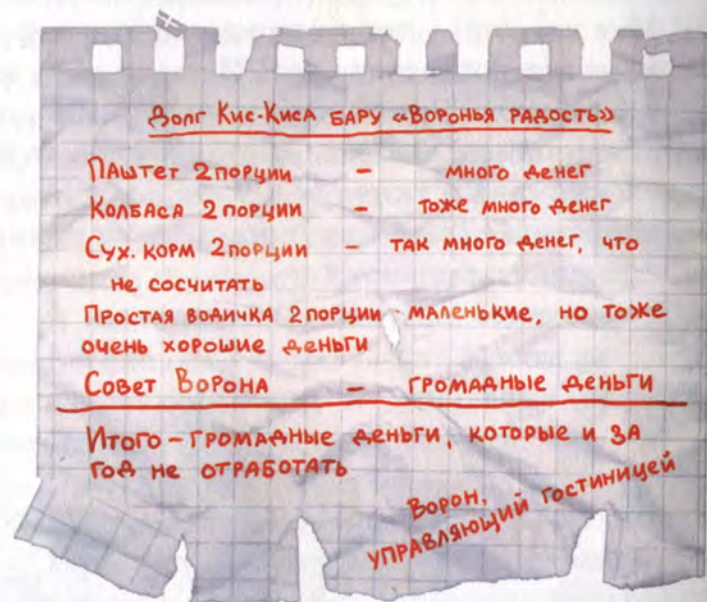 Долг Кис-Киса бару «Воронья радость»
Паштет 2 порции – много денег
Колбаса 2 порции – тоже много денег
Сух. корм 2 порции – так много денег, что
не сосчитать
Простая водичка 2 порции – маленькие, но тоже
очень хорошие деньги
Совет Ворона – громадные деньги
Итого – громадные деньги, которые и за
год не отработать
Ворон,
управляющий гостиницей